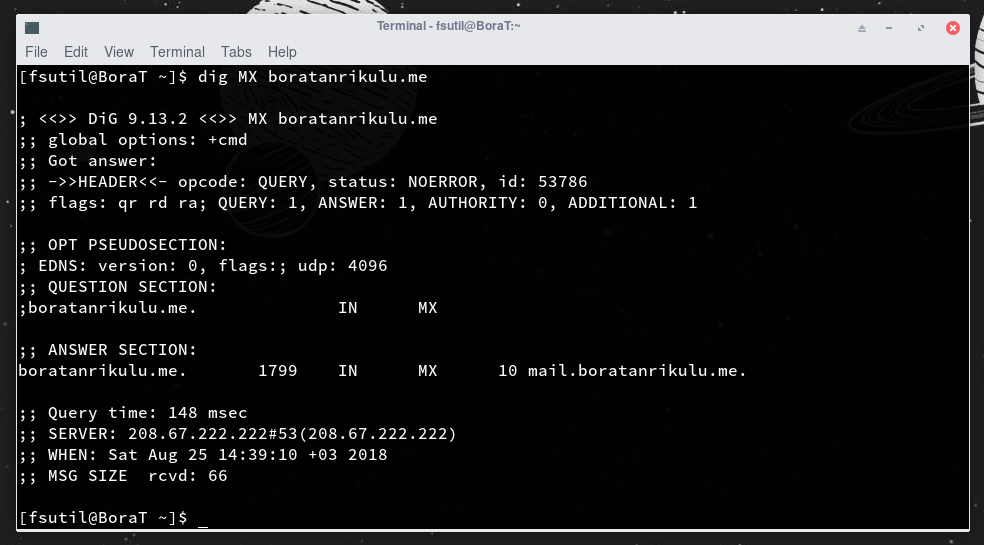 Terminal - fsutil@BoraT:~
File Edit View Terminal Tabs Help
[fsutil@BoraT ~]$ dig MX boratanrikulu.me
; <<>> DiG 9.13.2 <<>> MX boratanrikulu.me
;; global options: +cmd
;; Got answer:
;; ->>HEADER<<- opcode: QUERY, status: NOERROR, id: 53786
;; flags: qr rd ra; QUERY: 1, ANSWER: 1, AUTHORITY: 0, ADDITIONAL: 1
;; OPT PSEUDOSECTION:
; EDNS: version: 0, flags:; udp: 4096
;; QUESTION SECTION:
;boratanrikulu.me. IN MX
;; ANSWER SECTION:
boratanrikulu.me. 1799 IN MX 10 mail.boratanrikulu.me.
;; Query time: 148 msec
;; SERVER: 208.67.222.222#53(208.67.222.222)
;; WHEN: Sat Aug 25 14:39:10 +03 2018
;; MSG SIZE  rcvd: 66
[fsutil@BoraT ~]$ _